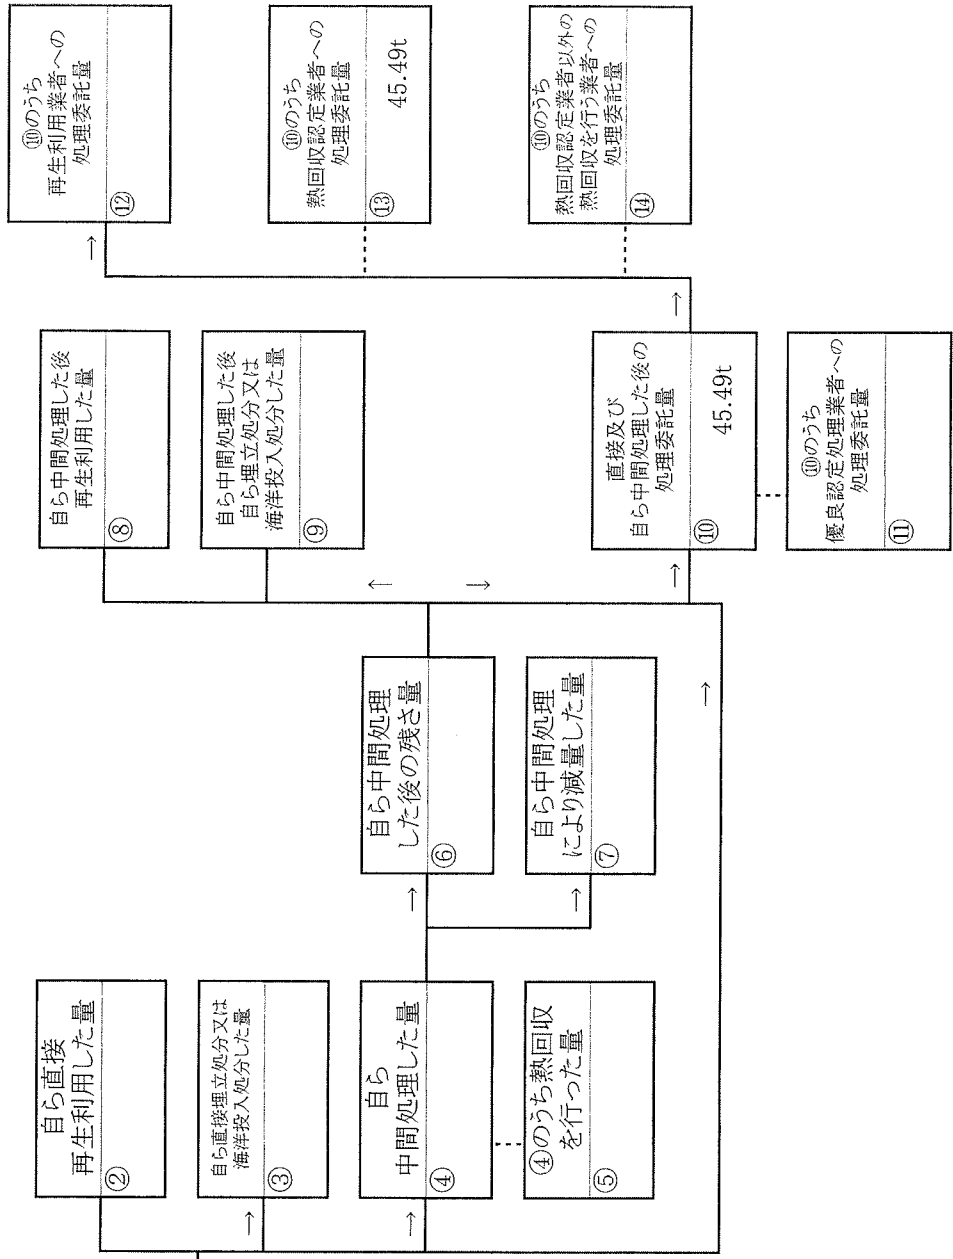 自ら直接
再生利用した量
②
自ら直接埋立処分又は
海洋投入処分した量
③
自ら
中間処理した量
④
④のうち熱回収
を行った量
⑤
自ら中間処理
した後の残さ量
⑥
自ら中間処理
により減量した量
⑦
自ら中間処理した後
再生利用した量
⑧
自ら中間処理した後
自ら埋立処分又は
海洋投入処分した量
⑨
直接及び
自ら中間処理した後の
処理委託量
⑩
45.49t
⑩のうち
優良認定処理業者への
処理委託量
⑪
⑩のうち
再生利用業者への
処理委託量
⑫
⑩のうち
熱回収認定業者への
処理委託量
⑬
45.49t
⑩のうち
熱回収認定業者以外の
熱回収を行う業者への
処理委託量
⑭